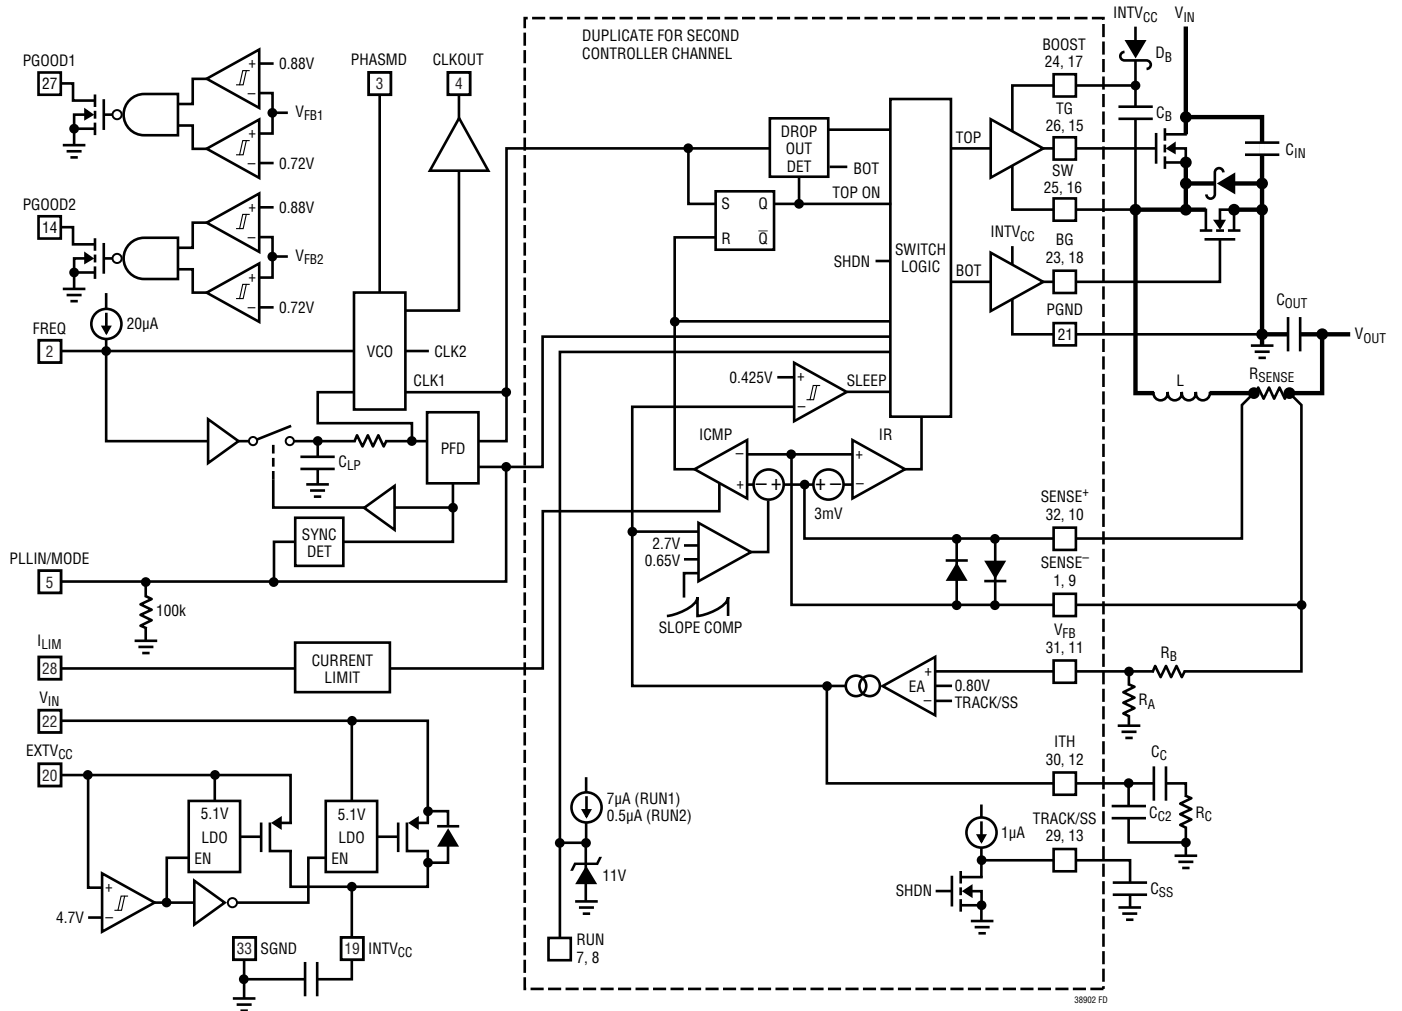 DUPLICATE FOR SECOND
CONTROLLER CHANNEL
PGOOD1
27
+
−
0.88V
VFB1
+
−
0.72V
PGOOD2
14
+
−
0.88V
VFB2
+
−
0.72V
PHASMD
3
CLKOUT
4
FREQ
2
20µA
VCO
CLK2
CLK1
CLP
PFD
SYNC
DET
PLLIN/MODE
5
100k
ILIM
28
CURRENT
LIMIT
VIN
22
EXTVCC
20
5.1V
LDO
EN
5.1V
LDO
EN
+
−
4.7V
33
SGND
19
INTVCC
DROP
OUT
DET
BOT
TOP ON
S
Q
R
Q̅
SHDN
SWITCH
LOGIC
TOP
BOT
INTVCC
0.425V
+
−
SLEEP
ICMP
−
+
IR
+
−
− +
+ −
3mV
2.7V
0.65V
SLOPE COMP
EA
+
−
0.80V
TRACK/SS
7µA (RUN1)
0.5µA (RUN2)
11V
RUN
7, 8
1µA
SHDN
BOOST
24, 17
TG
26, 15
SW
25, 16
BG
23, 18
PGND
21
SENSE+
32, 10
SENSE−
1, 9
VFB
31, 11
ITH
30, 12
TRACK/SS
29, 13
INTVCC
VIN
DB
CB
CIN
COUT
VOUT
L
RSENSE
RB
RA
CC
CC2
RC
CSS
38902 FD